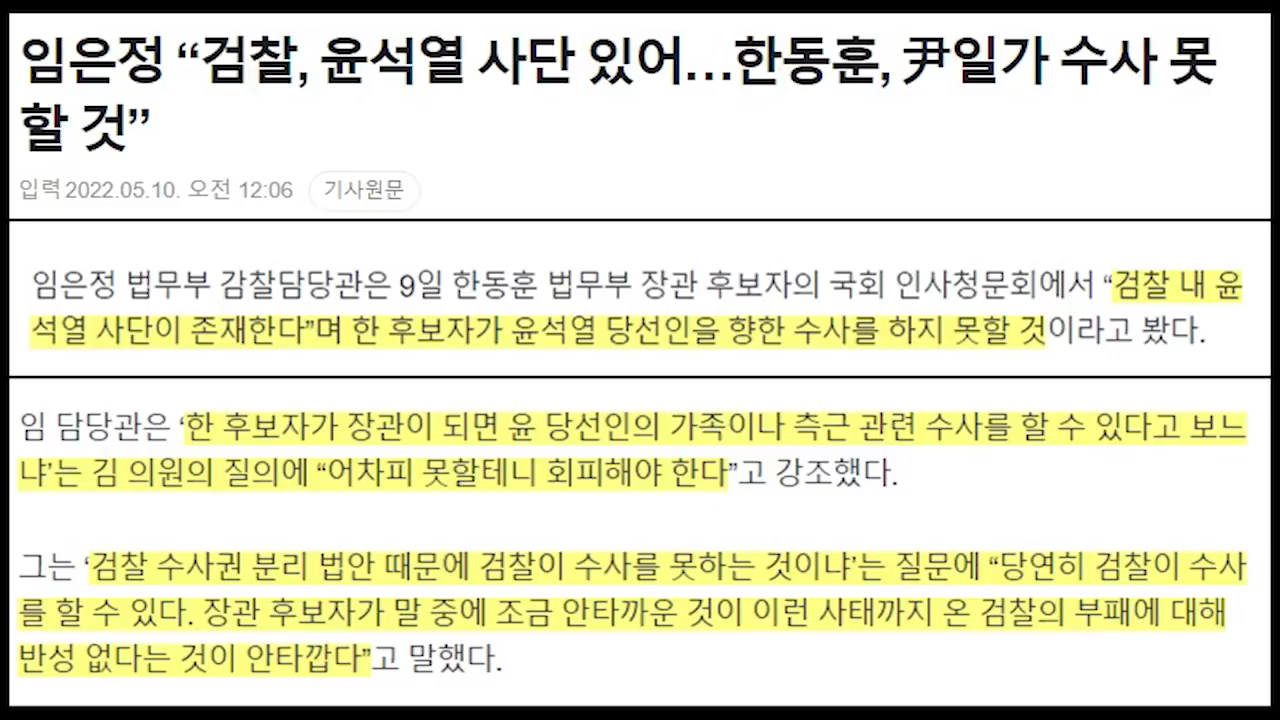 임은정 “검찰, 윤석열 사단 있어…한동훈, 尹일가 수사 못
할 것”
입력 2022.05.10. 오전 12:06 기사원문
임은정 법무부 감찰담당관은 9일 한동훈 법무부 장관 후보자의 국회 인사청문회에서 “검찰 내 윤
석열 사단이 존재한다”며 한 후보자가 윤석열 당선인을 향한 수사를 하지 못할 것이라고 봤다.
임 담당관은 ‘한 후보자가 장관이 되면 윤 당선인의 가족이나 측근 관련 수사를 할 수 있다고 보느
냐’는 김 의원의 질의에 “어차피 못할테니 회피해야 한다”고 강조했다.
그는 ‘검찰 수사권 분리 법안 때문에 검찰이 수사를 못하는 것이냐’는 질문에 “당연히 검찰이 수사
를 할 수 있다. 장관 후보자가 말 중에 조금 안타까운 것이 이런 사태까지 온 검찰의 부패에 대해
반성 없다는 것이 안타깝다”고 말했다.